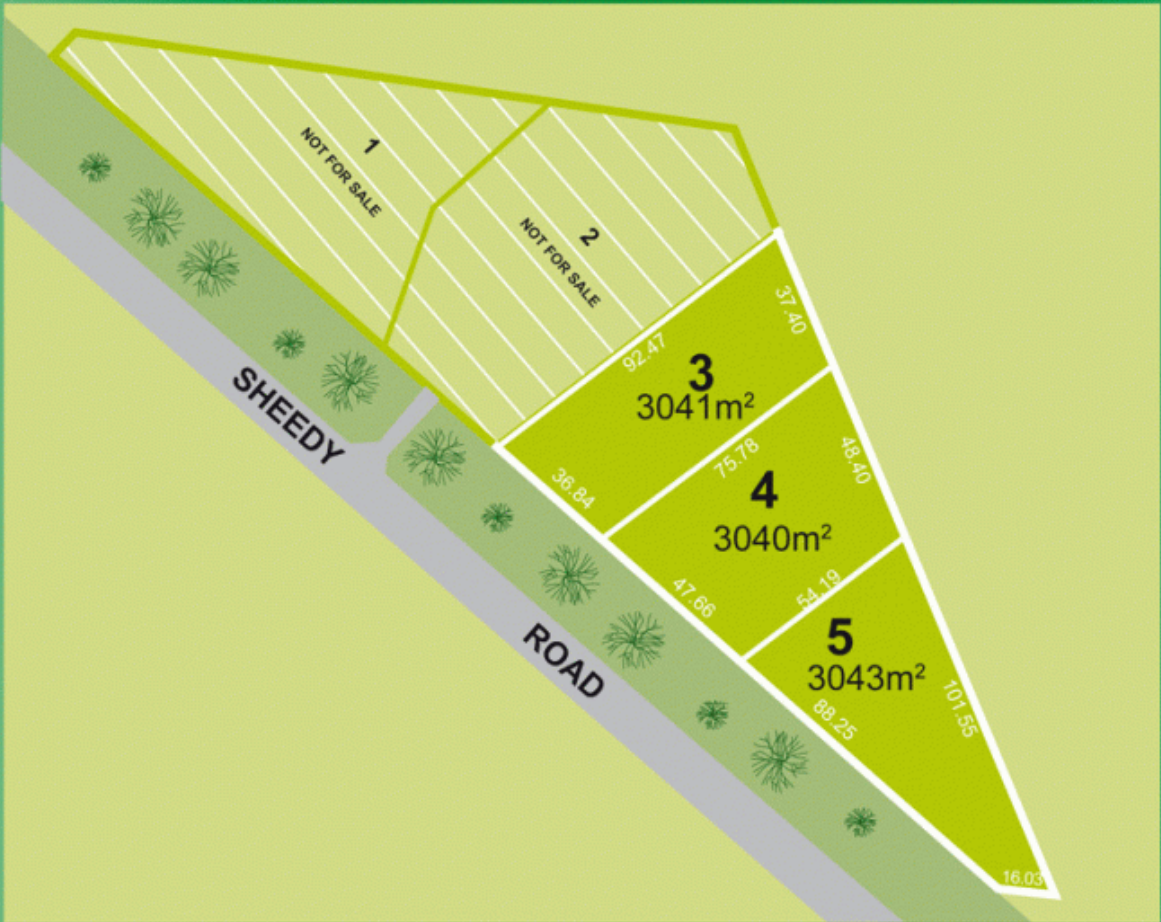 1
NOT FOR SALE
2
NOT FOR SALE
37.40
92.47
3
3041m²
36.84
75.78
48.40
4
3040m²
47.66
54.19
5
3043m²
88.25
101.55
16.03
SHEEDY
ROAD